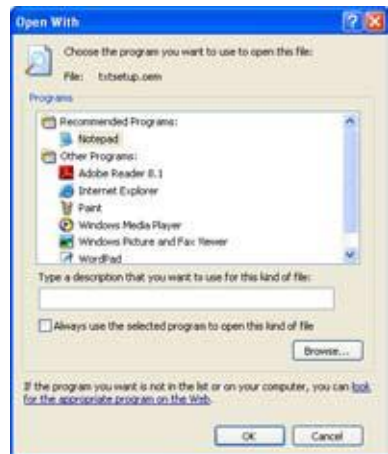 Open With
Choose the program you want to use to open this file:
File: txtsetup.oem
Programs
Recommended Programs:
Notepad
Other Programs:
Adobe Reader 8.1
Internet Explorer
Paint
Windows Media Player
Windows Picture and Fax Viewer
WordPad
Type a description that you want to use for this kind of file:
Always use the selected program to open this kind of file
Browse...
If the program you want is not in the list or on your computer, you can look
for the appropriate program on the Web.
OK Cancel